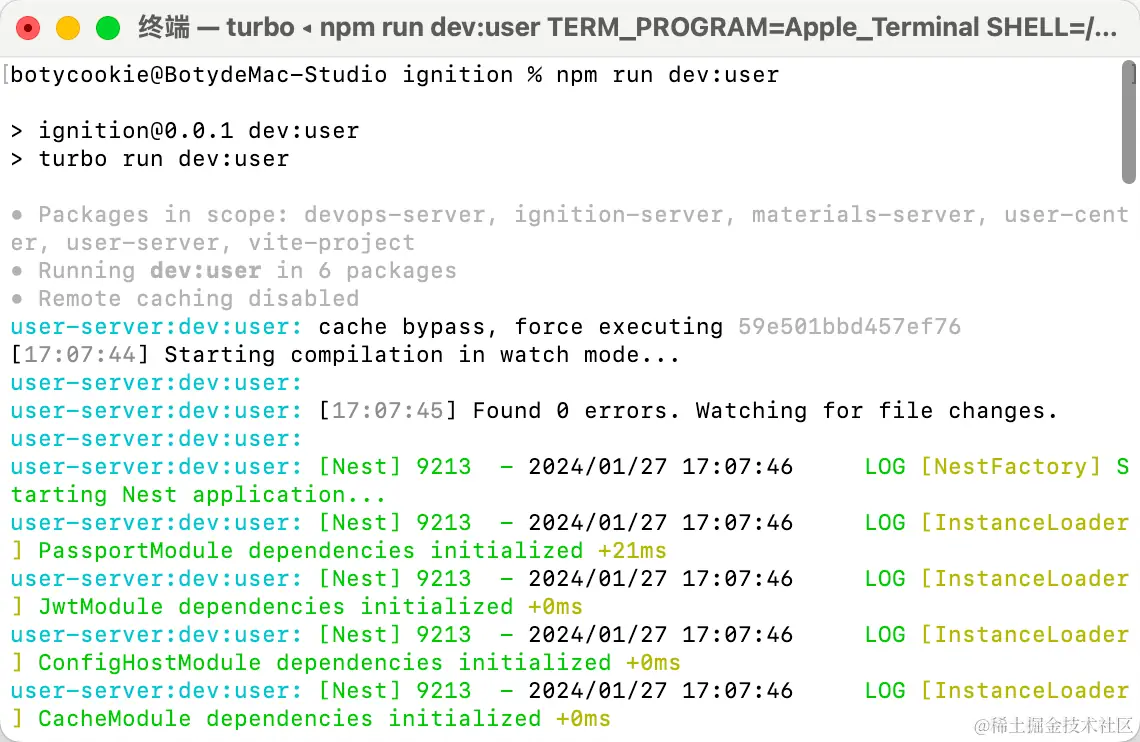 终端 — turbo ◂ npm run dev:user TERM_PROGRAM=Apple_Terminal SHELL=/...
[botycookie@BotydeMac-Studio ignition % npm run dev:user ]
> ignition@0.0.1 dev:user
> turbo run dev:user
• Packages in scope: devops-server, ignition-server, materials-server, user-cent
er, user-server, vite-project
• Running dev:user in 6 packages
• Remote caching disabled
user-server:dev:user: cache bypass, force executing 59e501bbd457ef76
[17:07:44] Starting compilation in watch mode...
user-server:dev:user:
user-server:dev:user: [17:07:45] Found 0 errors. Watching for file changes.
user-server:dev:user:
user-server:dev:user: [Nest] 9213  - 2024/01/27 17:07:46     LOG [NestFactory] S
tarting Nest application...
user-server:dev:user: [Nest] 9213  - 2024/01/27 17:07:46     LOG [InstanceLoader
] PassportModule dependencies initialized +21ms
user-server:dev:user: [Nest] 9213  - 2024/01/27 17:07:46     LOG [InstanceLoader
] JwtModule dependencies initialized +0ms
user-server:dev:user: [Nest] 9213  - 2024/01/27 17:07:46     LOG [InstanceLoader
] ConfigHostModule dependencies initialized +0ms
user-server:dev:user: [Nest] 9213  - 2024/01/27 17:07:46     LOG [InstanceLoader
] CacheModule dependencies initialized +0ms
@稀土掘金技术社区